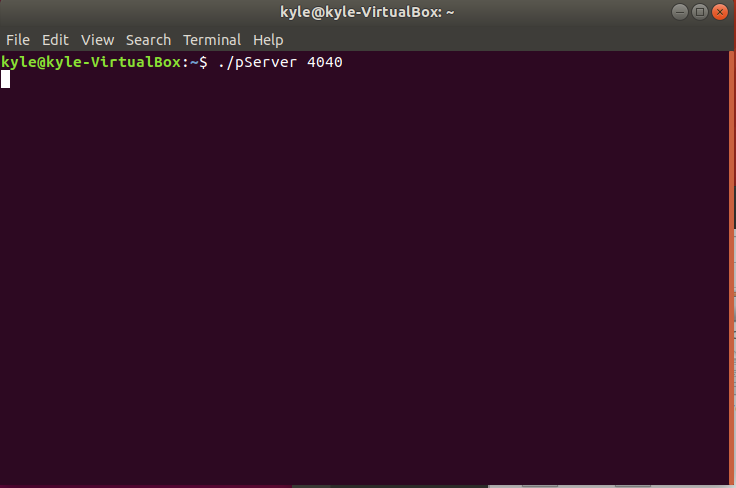 kyle@kyle-VirtualBox: ~
File Edit View Search Terminal Help
kyle@kyle-VirtualBox:~$ ./pServer 4040